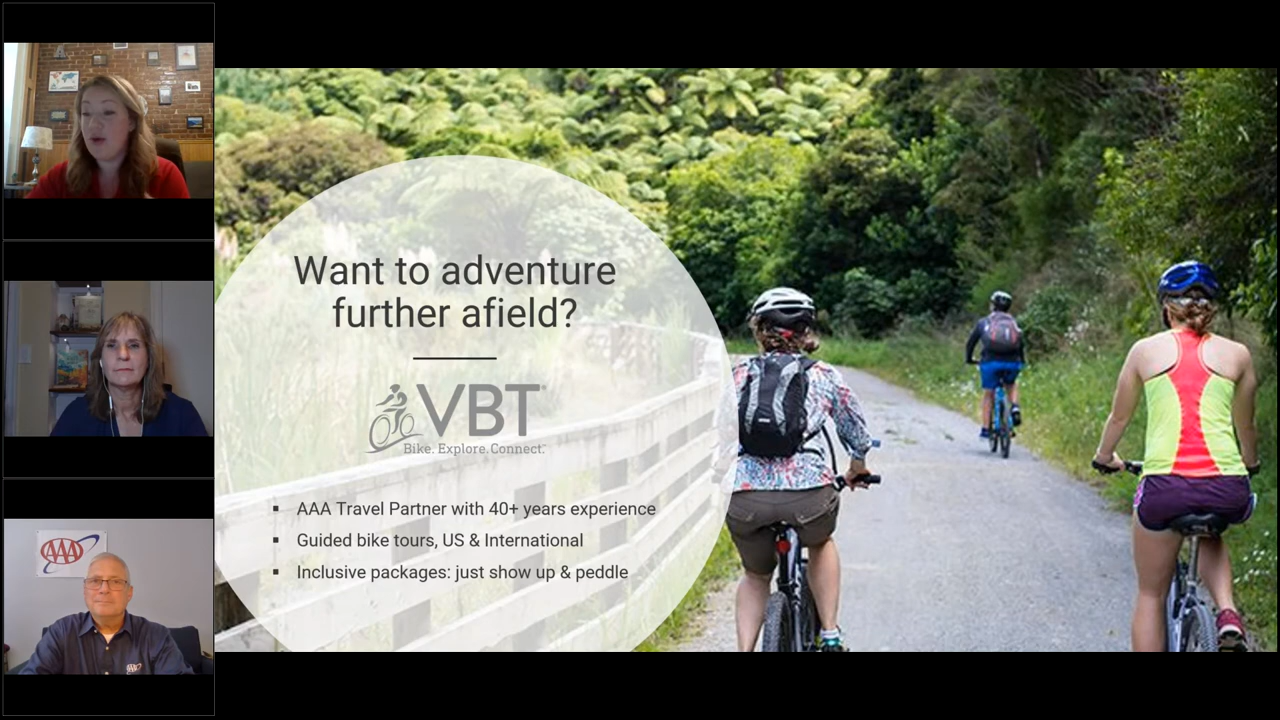 Want to adventure
further afield?
VBT
Bike. Explore. Connect.
AAA Travel Partner with 40+ years experience
Guided bike tours, US & International
Inclusive packages: just show up & peddle
AAA
AAA